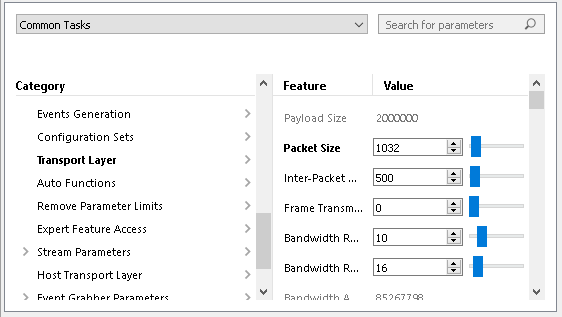 Common Tasks
Search for parameters
Category
Events Generation
Configuration Sets
Transport Layer
Auto Functions
Remove Parameter Limits
Expert Feature Access
Stream Parameters
Host Transport Layer
Event Grabber Parameters
Feature Value
Payload Size 2000000
Packet Size 1032
Inter-Packet ... 500
Frame Transm... 0
Bandwidth R... 10
Bandwidth R... 16
Bandwidth A... 85267798